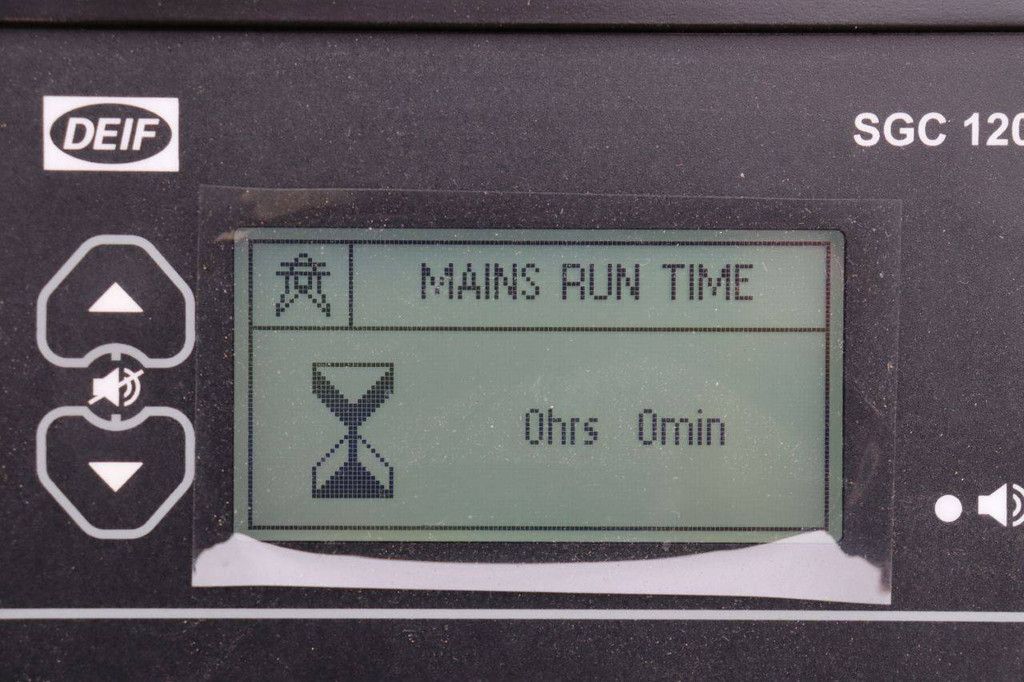 DEIF
SGC 120
MAINS RUN TIME
0hrs 0min